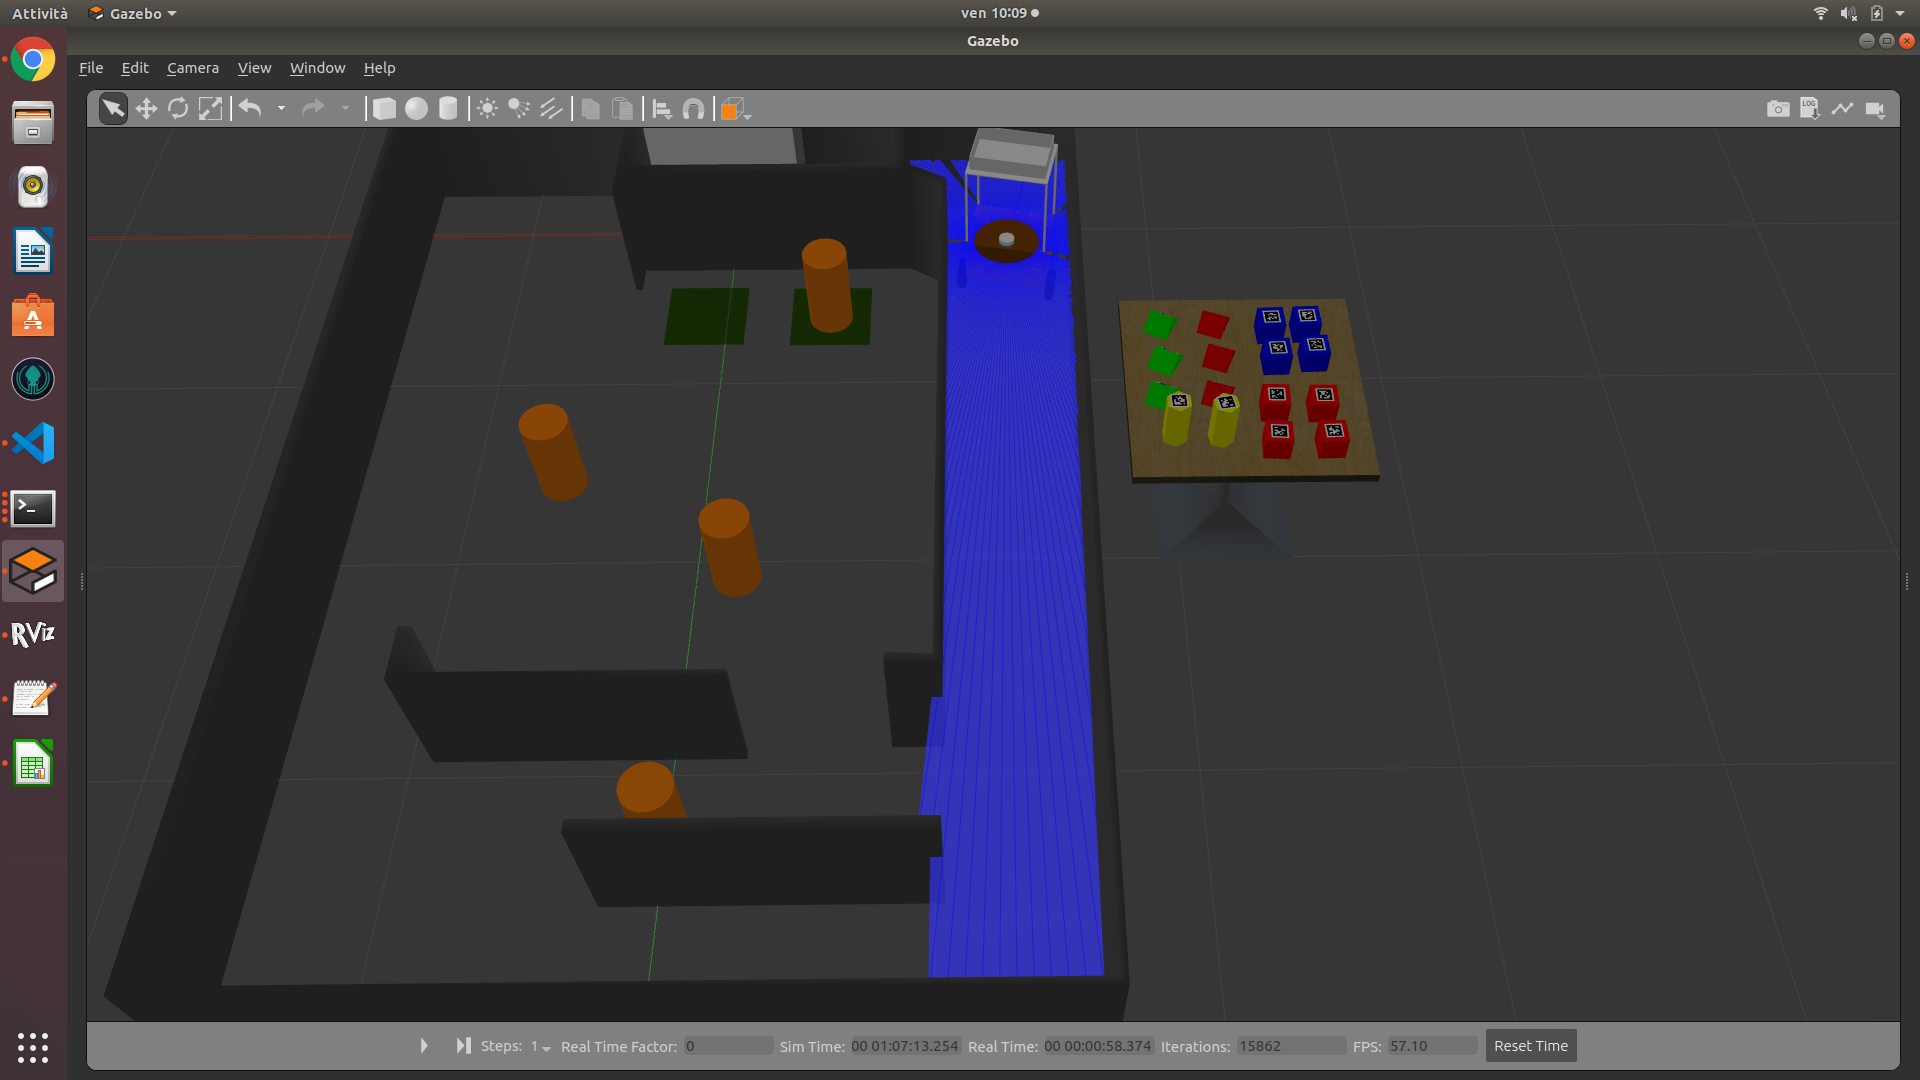 Attività Gazebo ven 10:09
Gazebo
File Edit Camera View Window Help
LOG
RViz
Steps: 1 Real Time Factor: 0 Sim Time: 00 01:07:13.254 Real Time: 00 00:00:58.374 Iterations: 15862 FPS: 57.10 Reset Time